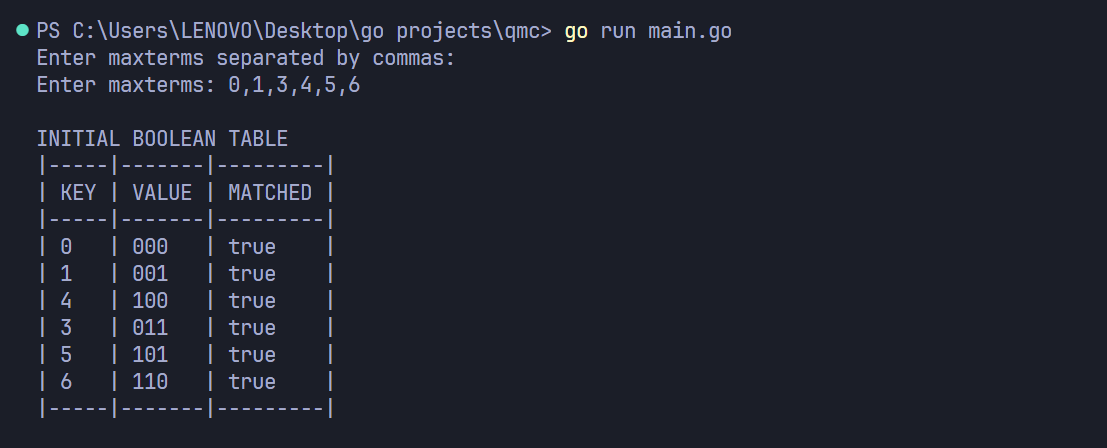 PS C:\Users\LENOVO\Desktop\go projects\qmc> go run main.go
Enter maxterms separated by commas:
Enter maxterms: 0,1,3,4,5,6
INITIAL BOOLEAN TABLE
|-----|-------|---------|
| KEY | VALUE | MATCHED |
|-----|-------|---------|
| 0   | 000   | true    |
| 1   | 001   | true    |
| 4   | 100   | true    |
| 3   | 011   | true    |
| 5   | 101   | true    |
| 6   | 110   | true    |
|-----|-------|---------|